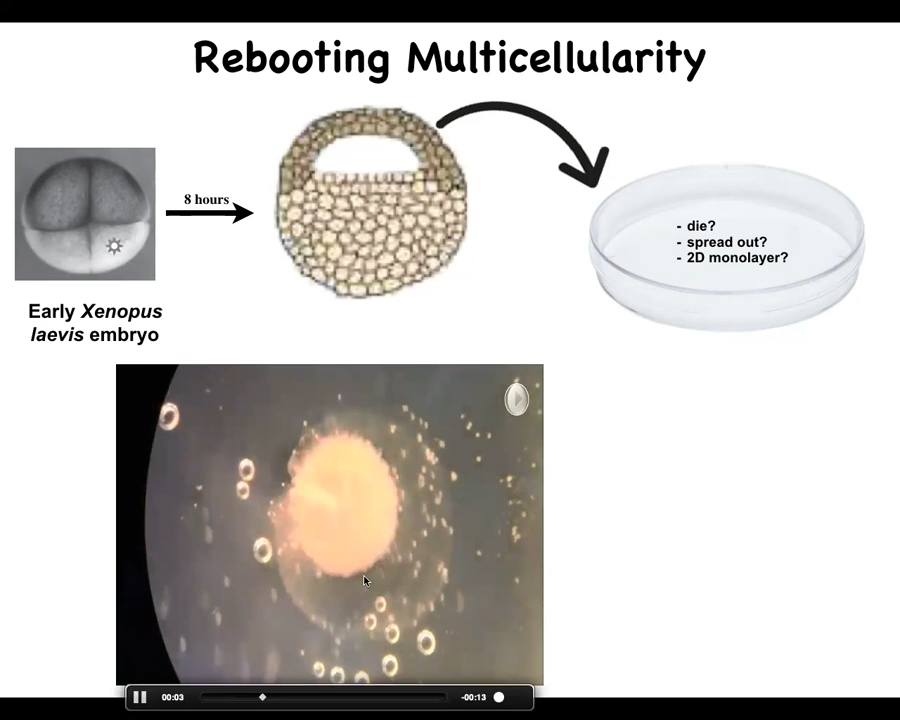 Rebooting Multicellularity
8 hours
- die?
- spread out?
- 2D monolayer?
Early Xenopus
laevis embryo
00:03
-00:13